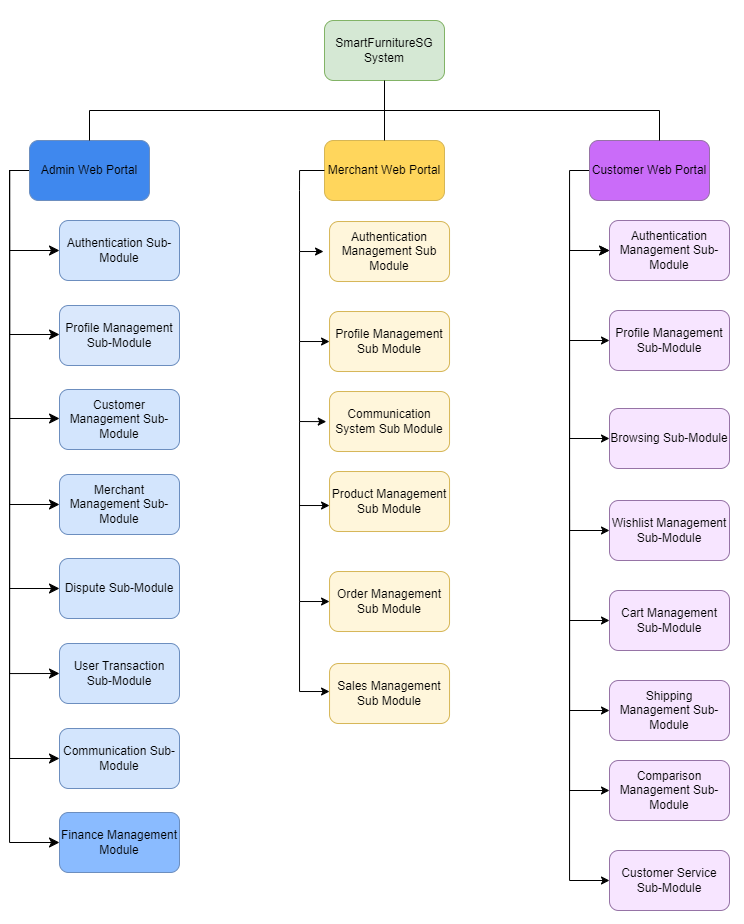 SmartFurnitureSG
System
Admin Web Portal
Authentication Sub-
Module
Profile Management
Sub-Module
Customer
Management Sub-
Module
Merchant
Management Sub-
Module
Dispute Sub-Module
User Transaction
Sub-Module
Communication Sub-
Module
Finance Management
Module
Merchant Web Portal
Authentication
Management Sub
Module
Profile Management
Sub Module
Communication
System Sub Module
Product Management
Sub Module
Order Management
Sub Module
Sales Management
Sub Module
Customer Web Portal
Authentication
Management Sub-
Module
Profile Management
Sub-Module
Browsing Sub-Module
Wishlist Management
Sub-Module
Cart Management
Sub-Module
Shipping
Management Sub-
Module
Comparison
Management Sub-
Module
Customer Service
Sub-Module